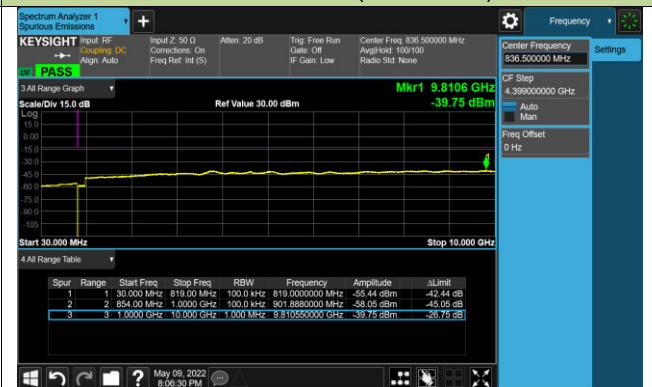 Spectrum Analyzer 1
Spurious Emissions
Frequency
KEYSIGHT Input: RF
Coupling: DC
Align: Auto
Input Z: 50 Ω
Corrections: On
Freq Ref: Int (S)
Atten: 20 dB
Trig: Free Run
Gate: Off
IF Gain: Low
Center Freq: 836.500000 MHz
Avg|Hold: 100/100
Radio Std: None
PASS
Center Frequency
836.500000 MHz
Settings
CF Step
4.399000000 GHz
Auto
Man
Freq Offset
0 Hz
3 All Range Graph
Mkr1 9.8106 GHz
Scale/Div 15.0 dB
Ref Value 30.00 dBm
-39.75 dBm
Log
15.0
0.00
-15.0
-30.0
-45.0
-60.0
-75.0
-90.0
-105
Start 30.000 MHz
Stop 10.000 GHz
4 All Range Table
Spur Range Start Freq Stop Freq RBW Frequency Amplitude ΔLimit
1 1 30.000 MHz 819.00 MHz 100.0 kHz 819.0000000 MHz -55.44 dBm -42.44 dB
2 2 854.00 MHz 1.0000 GHz 100.0 kHz 901.8880000 MHz -58.05 dBm -45.05 dB
3 3 1.0000 GHz 10.000 GHz 1.000 MHz 9.810550000 GHz -39.75 dBm -26.75 dB
May 09, 2022
8:06:30 PM